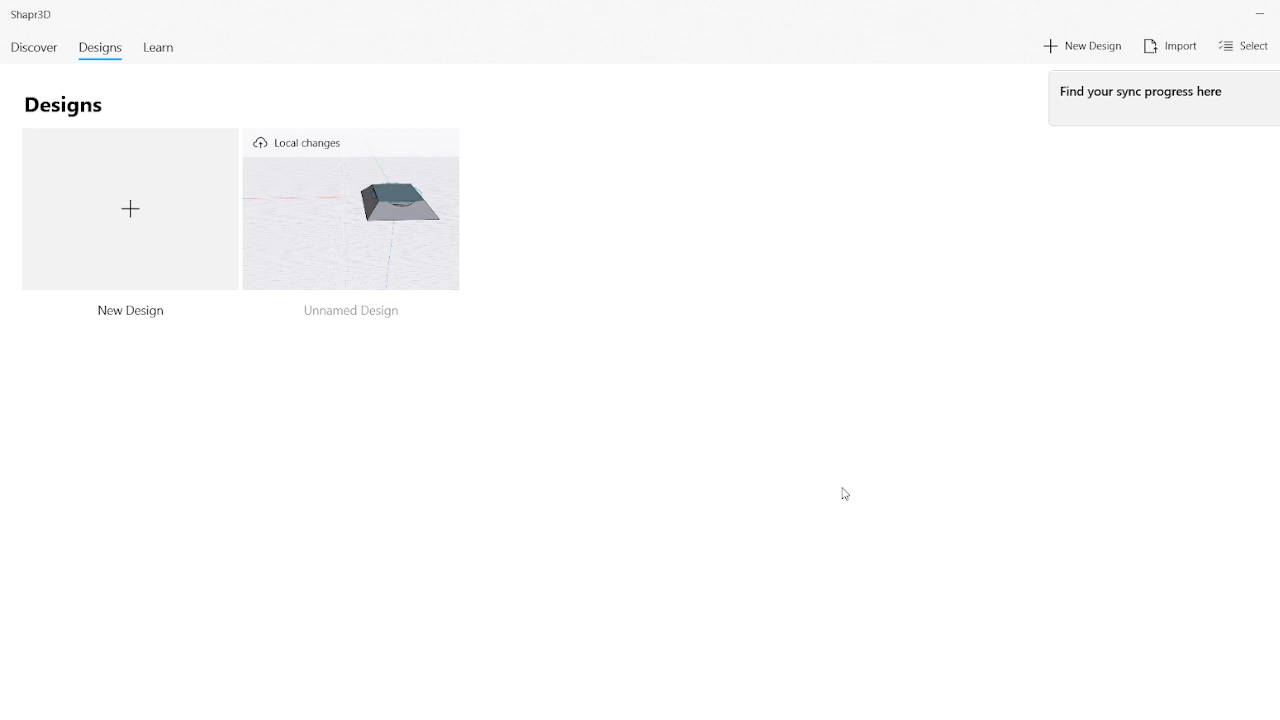 Shapr3D
Discover Designs Learn
New Design Import Select
Find your sync progress here
Designs
Local changes
New Design Unnamed Design